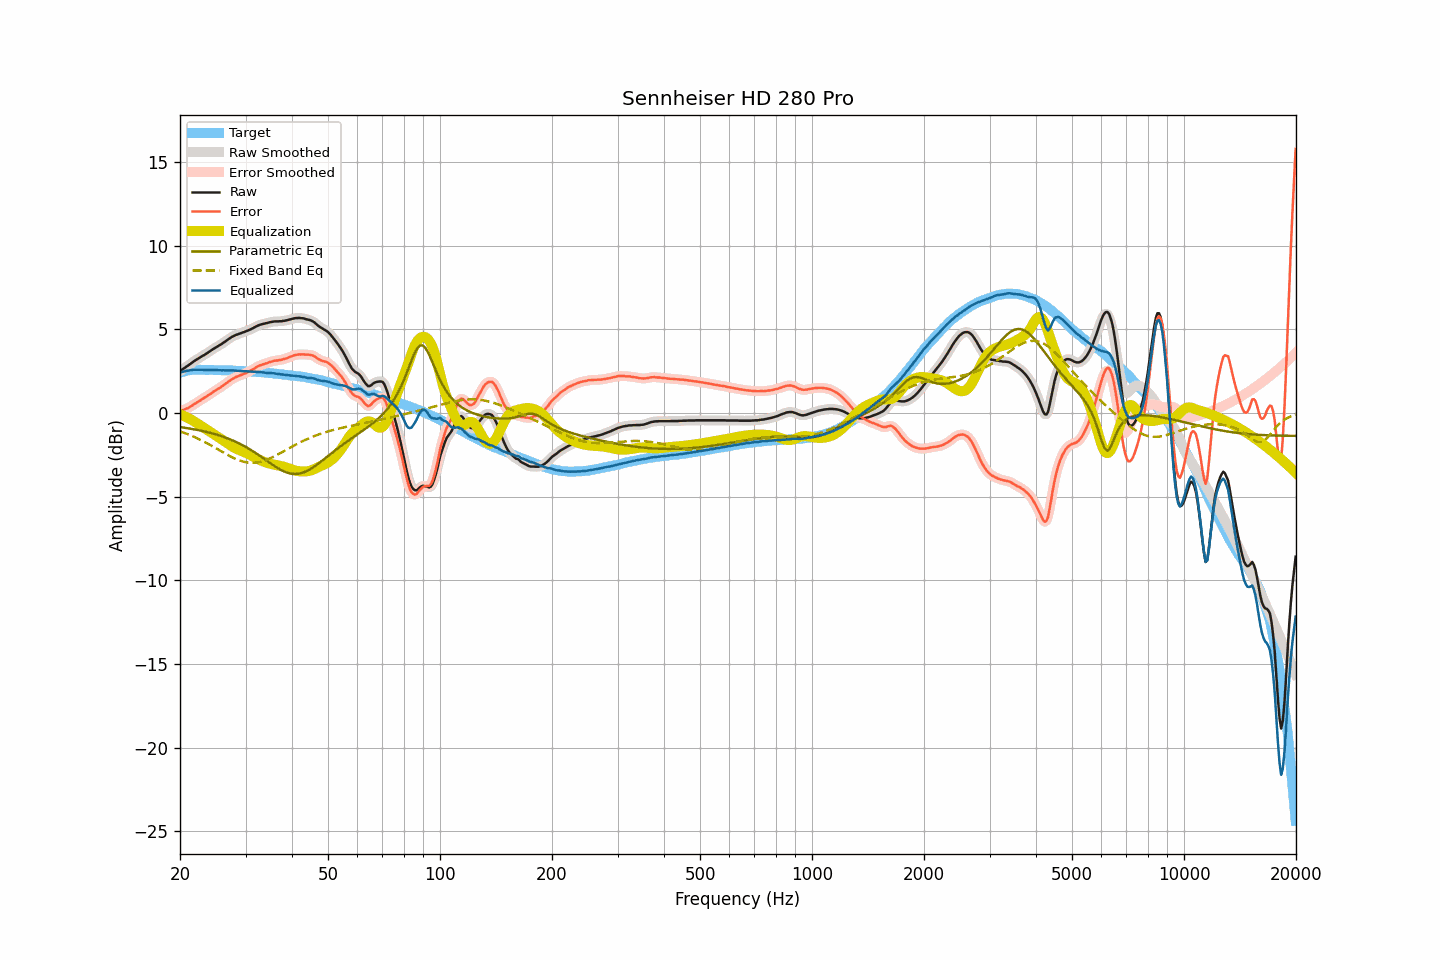 Sennheiser HD 280 Pro
Target
Raw Smoothed
Error Smoothed
Raw
Error
Equalization
Parametric Eq
Fixed Band Eq
Equalized
15
10
5
0
−5
−10
−15
−20
−25
Amplitude (dBr)
20 50 100 200 500 1000 2000 5000 10000 20000
Frequency (Hz)